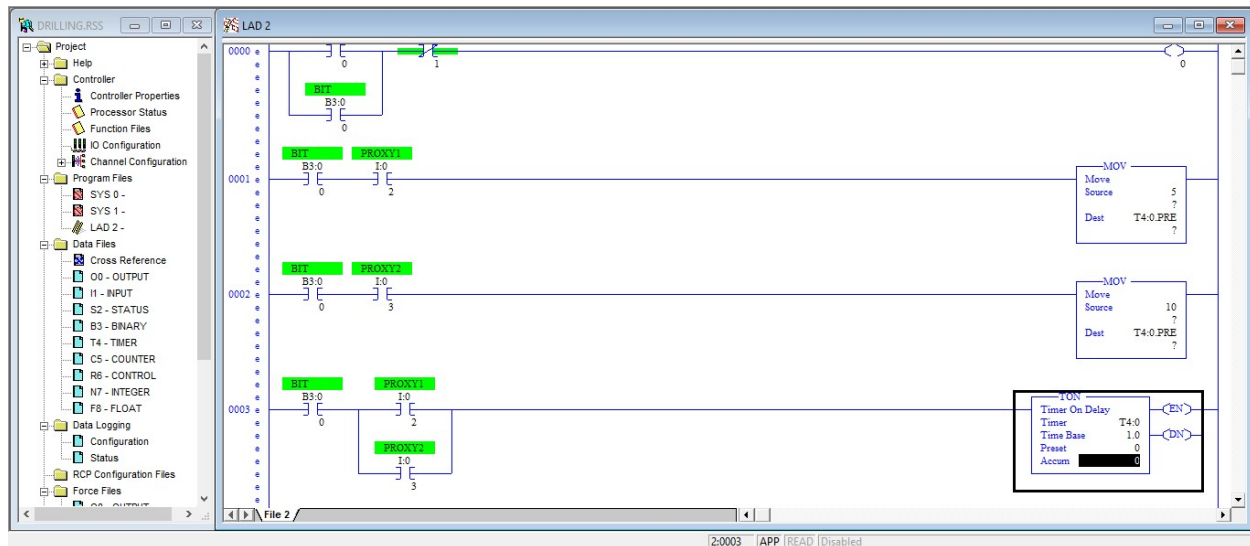 DRILLING.RSS
Project
Help
Controller
Controller Properties
Processor Status
Function Files
IO Configuration
Channel Configuration
Program Files
SYS 0 -
SYS 1 -
LAD 2 -
Data Files
Cross Reference
O0 - OUTPUT
I1 - INPUT
S2 - STATUS
B3 - BINARY
T4 - TIMER
C5 - COUNTER
R6 - CONTROL
N7 - INTEGER
F8 - FLOAT
Data Logging
Configuration
Status
RCP Configuration Files
Force Files
LAD 2
0000 e
0 1 0
BIT
B3:0
0
BIT PROXY1
B3:0 I:0
0001 e
0 2
MOV
Move
Source 5
?
Dest T4:0.PRE
?
BIT PROXY2
B3:0 I:0
0002 e
0 3
MOV
Move
Source 10
?
Dest T4:0.PRE
?
BIT PROXY1
B3:0 I:0
0003 e
0 2
PROXY2
I:0
3
TON
Timer On Delay EN
Timer T4:0
Time Base 1.0 DN
Preset 0
Accum 0
File 2
2:0003 APP READ Disabled